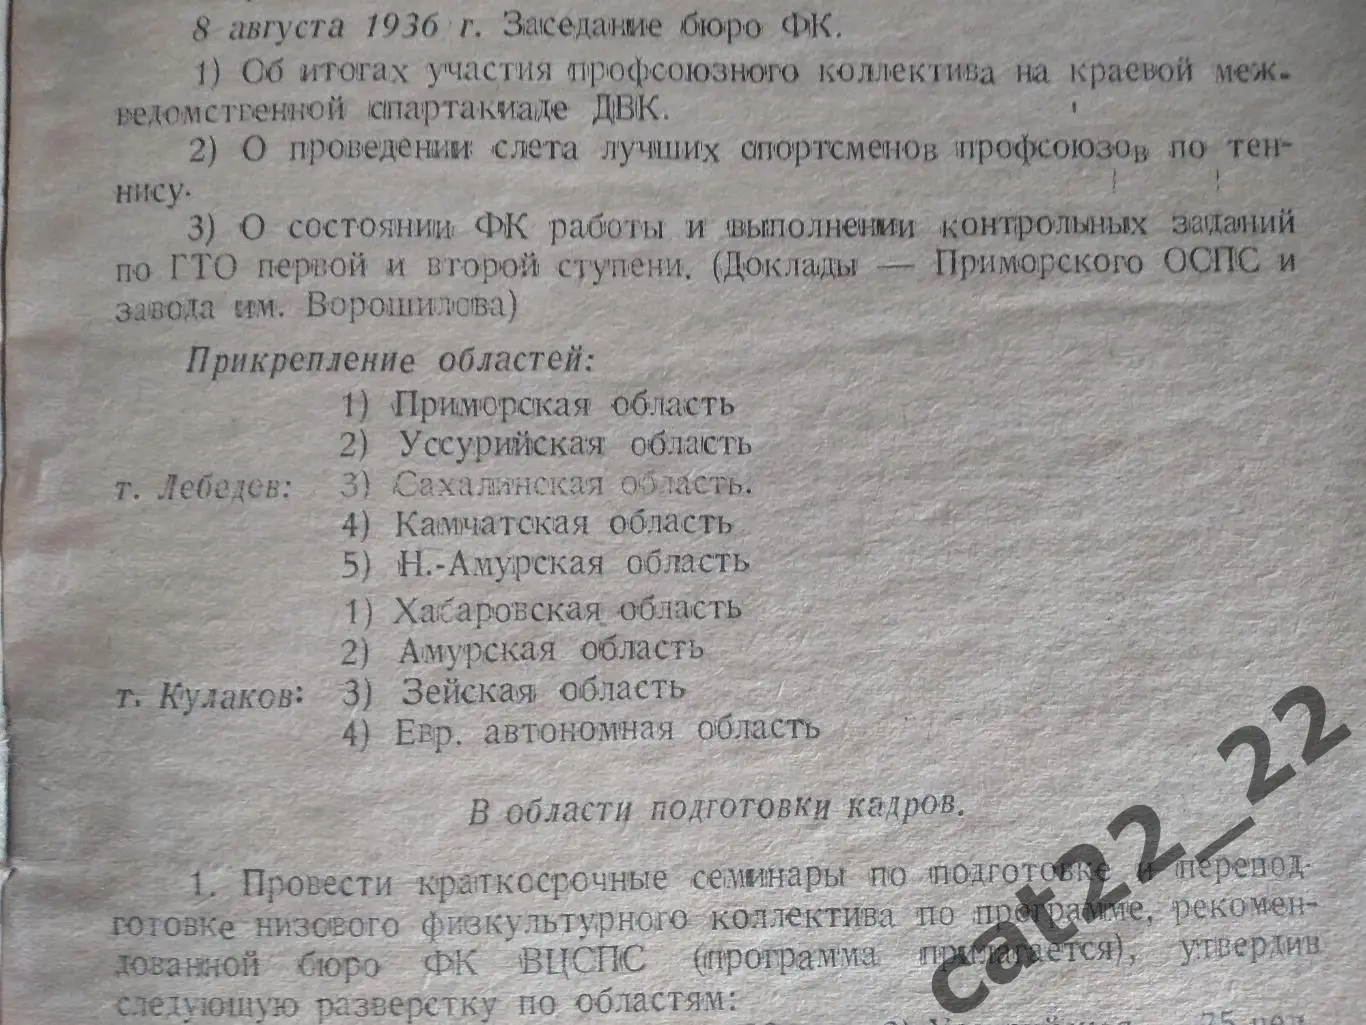 8 августа 1936 г. Заседание бюро ФК.
1) Об итогах участия профсоюзного коллектива на краевой меж-
ведомственной спартакиаде ДВК.
2) О проведении слета лучших спортсменов профсоюзов по тен-
нису.
3) О состоянии ФК работы и выполнении контрольных заданий
по ГТО первой и второй ступени. (Доклады — Приморского ОСПС и
завода им. Ворошилова)
Прикрепление областей:
1) Приморская область
2) Уссурийская область
т. Лебедев: 3) Сахалинская область.
4) Камчатская область
5) Н.-Амурская область
1) Хабаровская область
2) Амурская область
т. Кулаков: 3) Зейская область
4) Евр. автономная область
В области подготовки кадров.
1. Провести краткосрочные семинары по подготовке и перепод-
готовке низового физкультурного коллектива по программе, рекомен-
дованной бюро ФК ВЦСПС (программа прилагается), утвердив
следующую разверстку по областям:
75
cat22_22